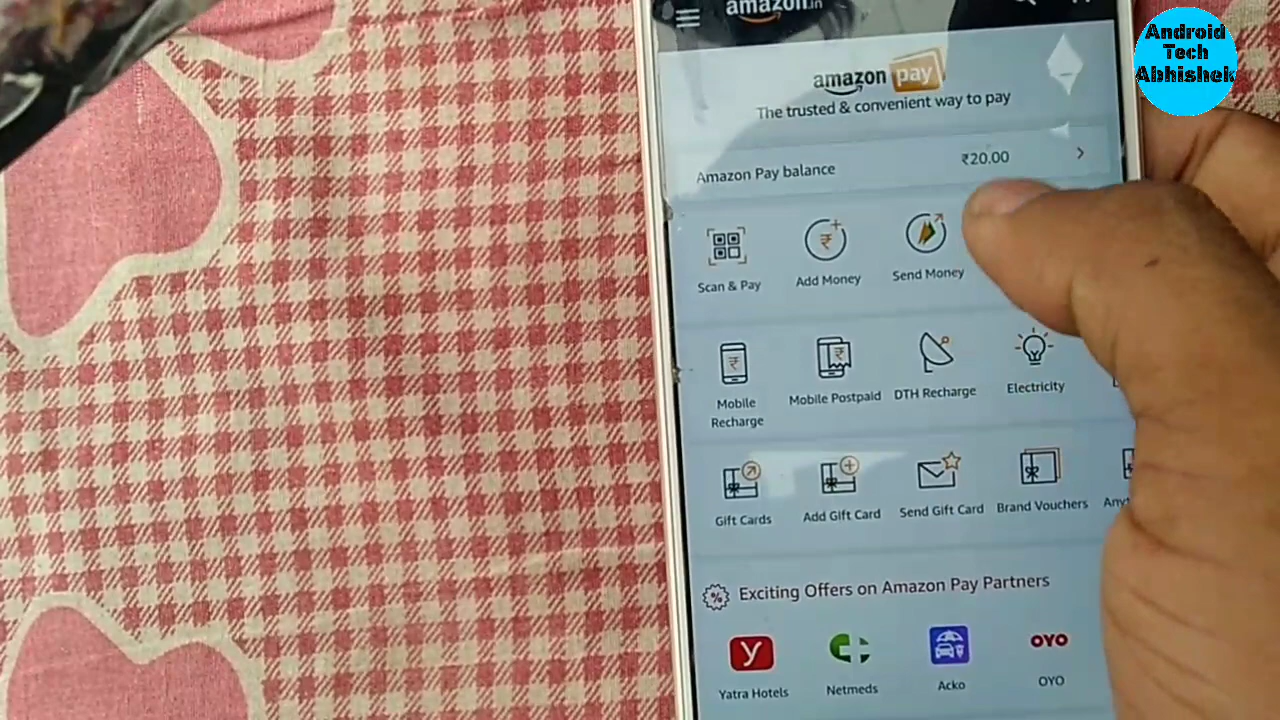 Android
Tech
Abhishek
amazon.in
amazon pay
The trusted & convenient way to pay
Amazon Pay balance ₹20.00
Scan & Pay
Add Money
Send Money
Mobile
Recharge
Mobile Postpaid
DTH Recharge
Electricity
Gift Cards
Add Gift Card
Send Gift Card
Brand Vouchers
Exciting Offers on Amazon Pay Partners
OYO
Yatra Hotels
Netmeds
Acko
OYO